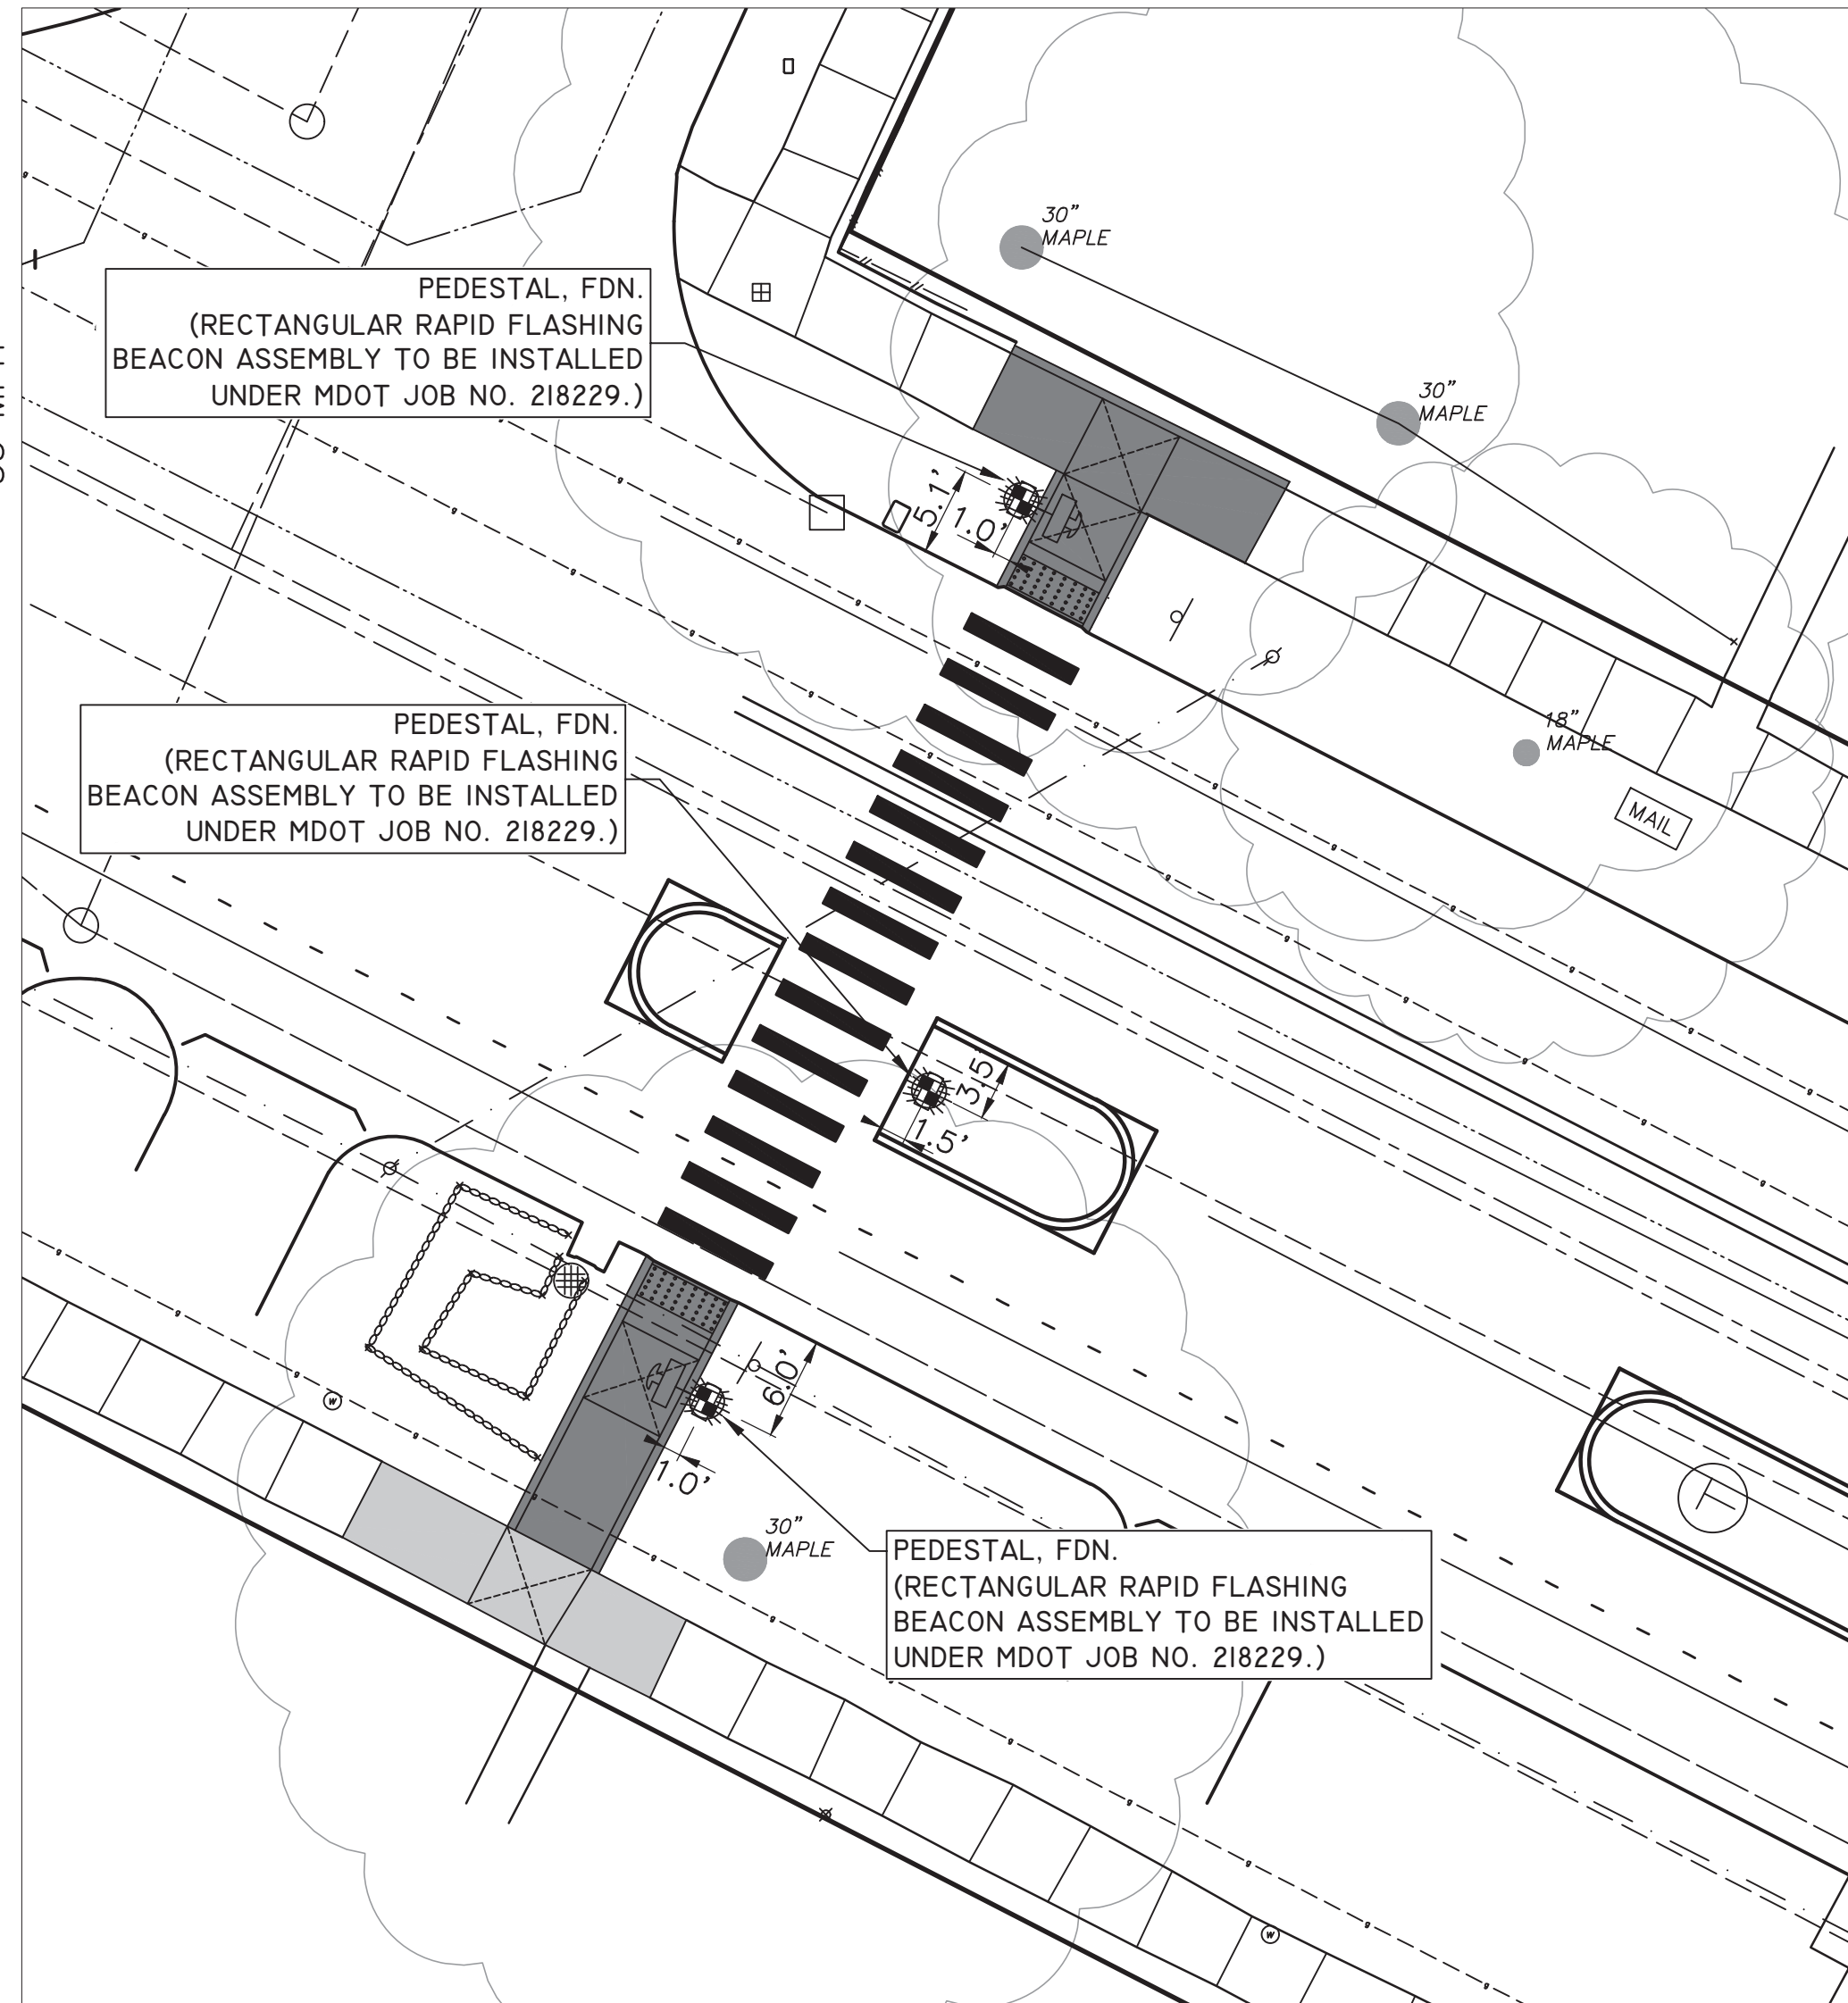 30"
MAPLE
PEDESTAL, FDN.
(RECTANGULAR RAPID FLASHING
BEACON ASSEMBLY TO BE INSTALLED
UNDER MDOT JOB NO. 218229.)
30"
MAPLE
5.1'
1.0'
PEDESTAL, FDN.
(RECTANGULAR RAPID FLASHING
BEACON ASSEMBLY TO BE INSTALLED
UNDER MDOT JOB NO. 218229.)
18"
MAPLE
MAIL
3.5'
1.5'
6.0'
1.0'
W
30"
MAPLE
PEDESTAL, FDN.
(RECTANGULAR RAPID FLASHING
BEACON ASSEMBLY TO BE INSTALLED
UNDER MDOT JOB NO. 218229.)
W